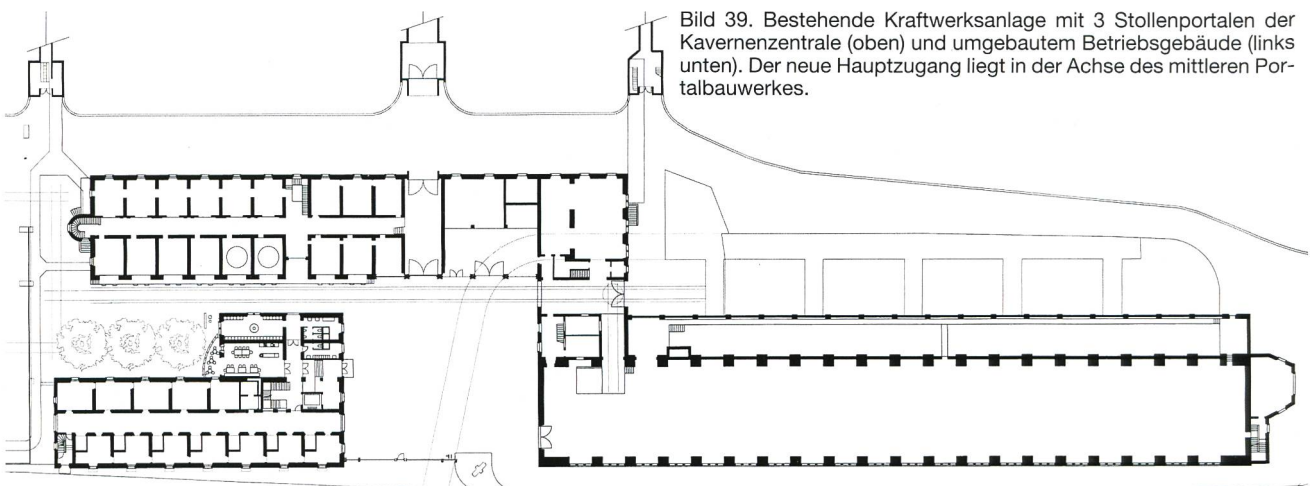 Bild 39. Bestehende Kraftwerksanlage mit 3 Stollenportalen der
Kavernenzentrale (oben) und umgebautem Betriebsgebäude (links
unten). Der neue Hauptzugang liegt in der Achse des mittleren Por-
talbauwerkes.